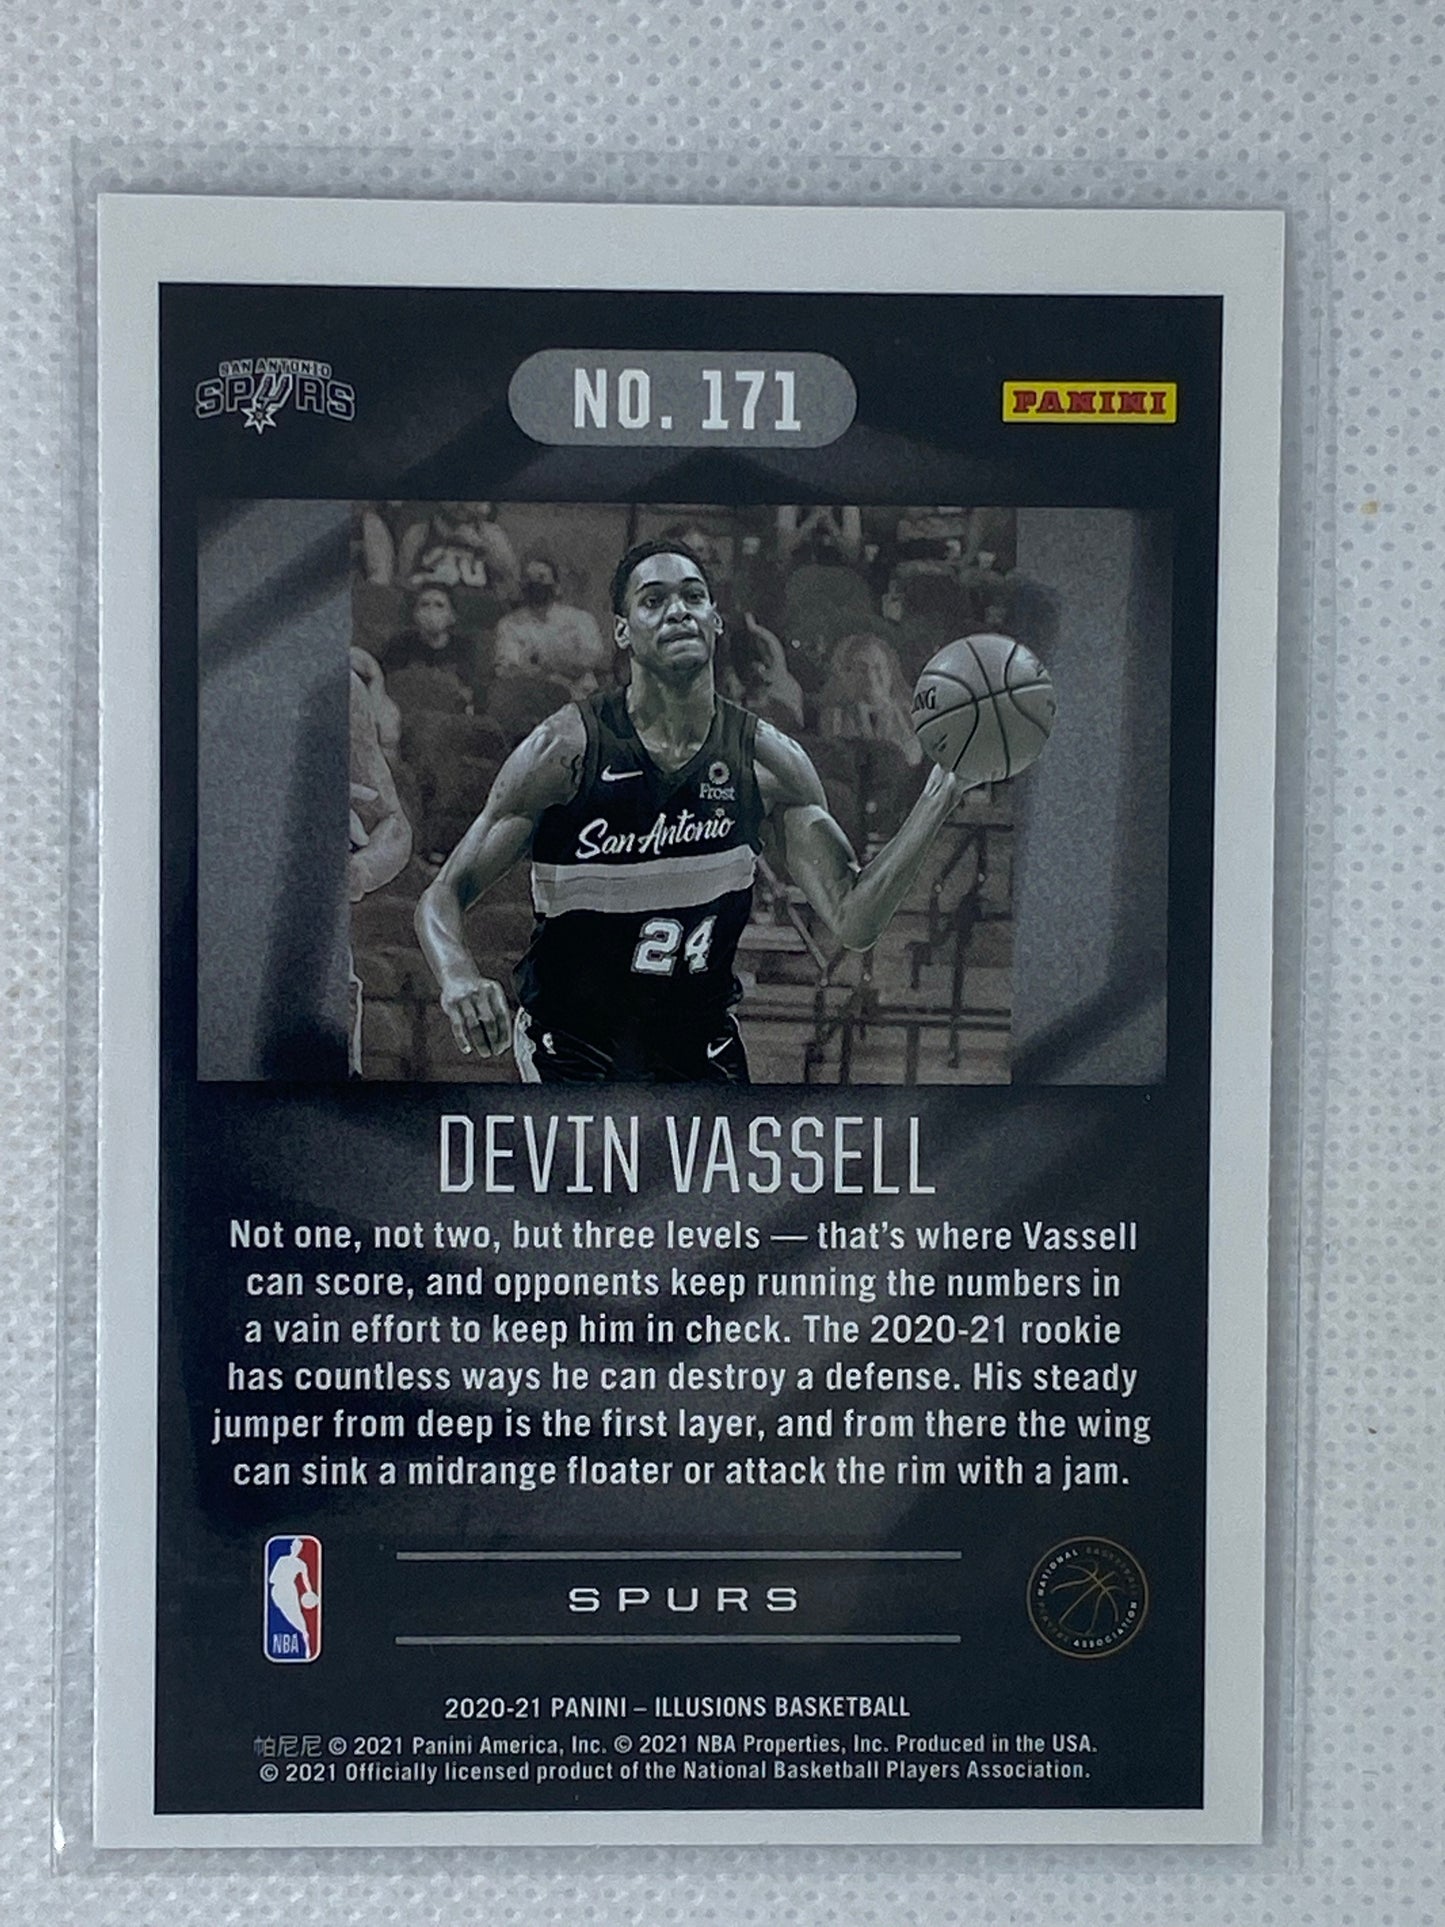 SAN ANTONIO
SPURS
NO. 171
PANINI
NG
Frost
San Antonio
24
DEVIN VASSELL
Not one, not two, but three levels — that's where Vassell
can score, and opponents keep running the numbers in
a vain effort to keep him in check. The 2020-21 rookie
has countless ways he can destroy a defense. His steady
jumper from deep is the first layer, and from there the wing
can sink a midrange floater or attack the rim with a jam.
NBA
SPURS
NATIONAL BASKETBALL
PLAYERS ASSOCIATION
2020-21 PANINI – ILLUSIONS BASKETBALL
帕尼尼 © 2021 Panini America, Inc. © 2021 NBA Properties, Inc. Produced in the USA.
© 2021 Officially licensed product of the National Basketball Players Association.